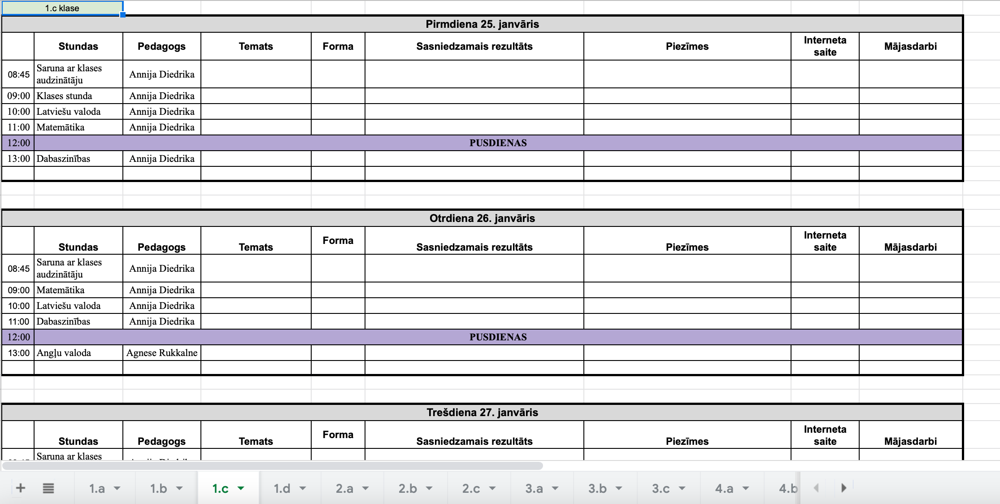 1.c klase
Pirmdiena 25. janvāris
Stundas Pedagogs Temats Forma Sasniedzamais rezultāts Piezīmes Interneta saite Mājasdarbi
08:45 Saruna ar klases audzinātāju Annija Diedrika
09:00 Klases stunda Annija Diedrika
10:00 Latviešu valoda Annija Diedrika
11:00 Matemātika Annija Diedrika
12:00 PUSDIENAS
13:00 Dabaszinības Annija Diedrika
Otrdiena 26. janvāris
Stundas Pedagogs Temats Forma Sasniedzamais rezultāts Piezīmes Interneta saite Mājasdarbi
08:45 Saruna ar klases audzinātāju Annija Diedrika
09:00 Matemātika Annija Diedrika
10:00 Latviešu valoda Annija Diedrika
11:00 Dabaszinības Annija Diedrika
12:00 PUSDIENAS
13:00 Angļu valoda Agnese Rukkalne
Trešdiena 27. janvāris
Stundas Pedagogs Temats Forma Sasniedzamais rezultāts Piezīmes Interneta saite Mājasdarbi
Saruna ar klases
1.a 1.b 1.c 1.d 2.a 2.b 2.c 3.a 3.b 3.c 4.a 4.b